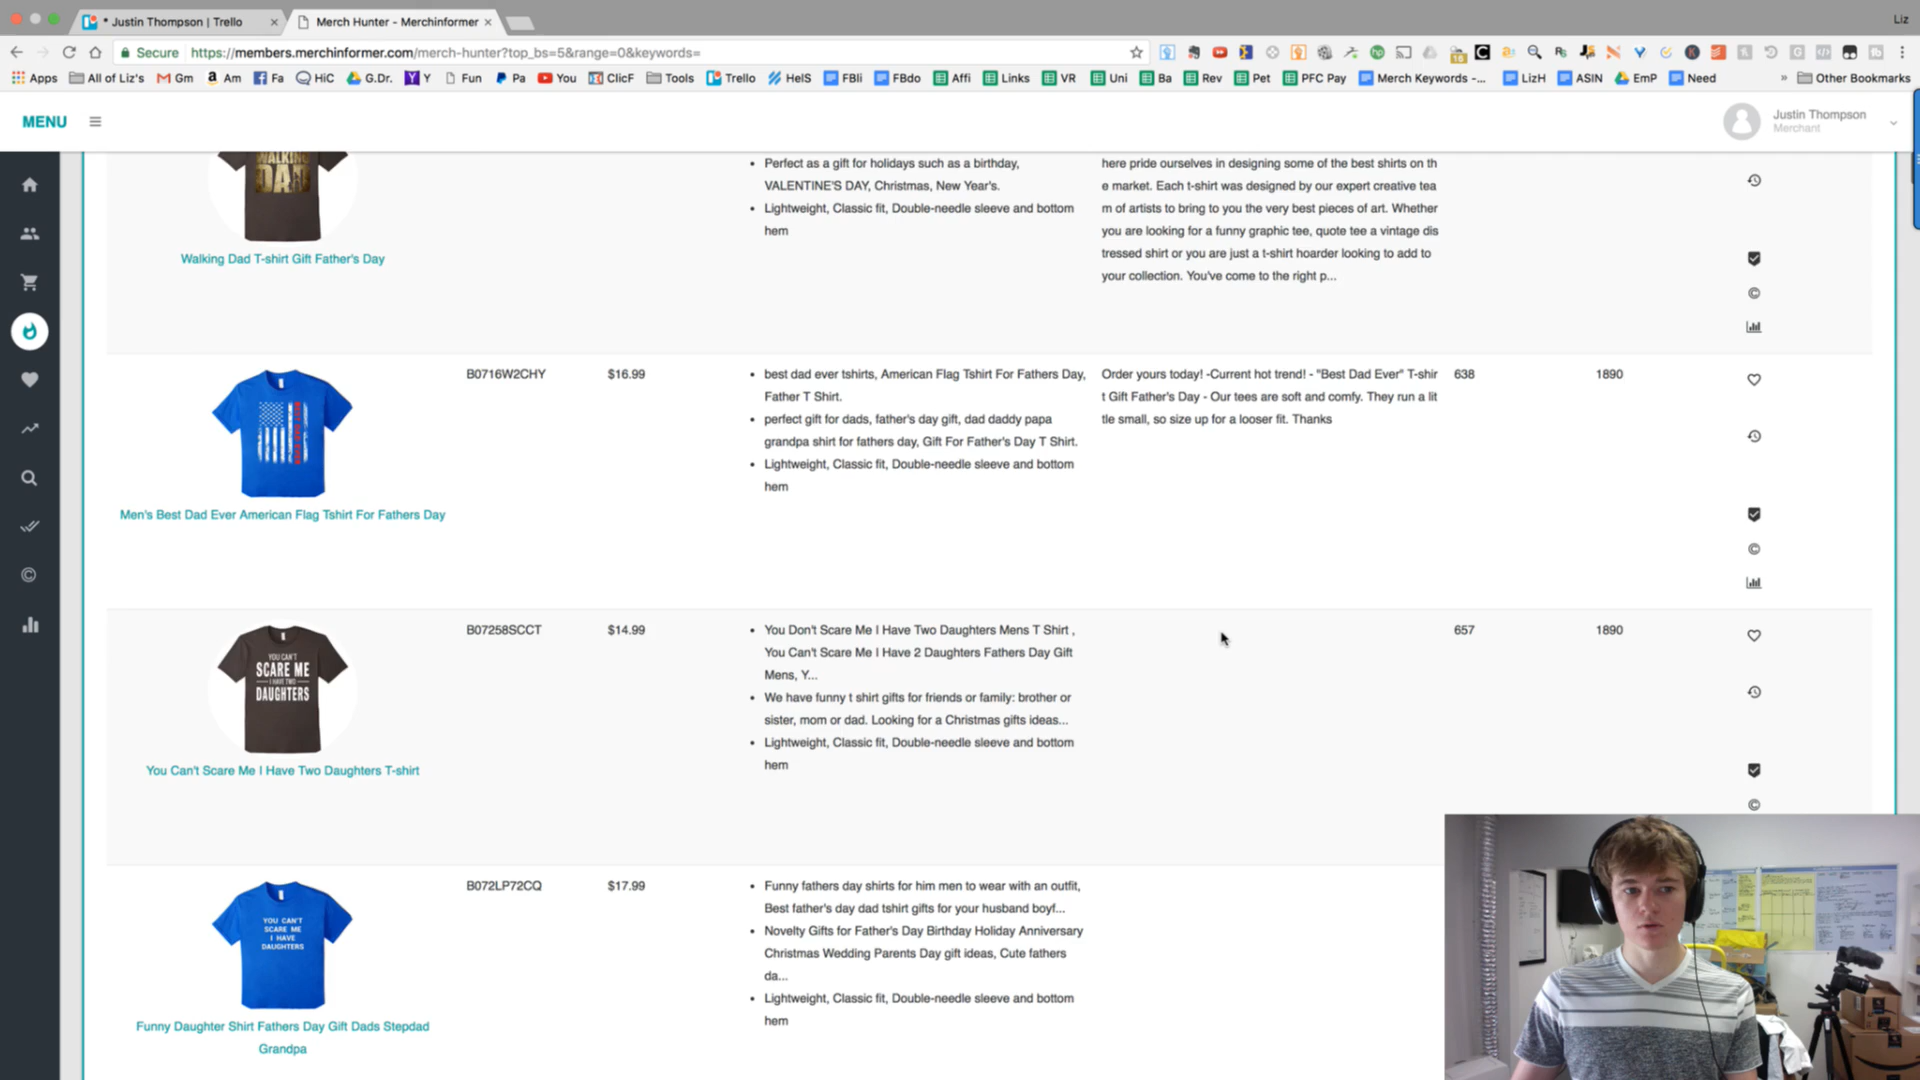 * Justin Thompson | Trello
Merch Hunter - Merchinformer
Liz
Secure https://members.merchinformer.com/merch-hunter?top_bs=5&range=0&keywords=
Apps All of Liz's Gm Am Fa HiC G.Dr. Y Fun Pa You ClicF Tools Trello HelS FBli FBdo Affi Links VR Uni Ba Rev Pet PFC Pay Merch Keywords -... LizH ASIN EmP Need » Other Bookmarks
MENU
Justin Thompson
Merchant
WALKING
DAD
Walking Dad T-shirt Gift Father's Day
• Perfect as a gift for holidays such as a birthday,
VALENTINE'S DAY, Christmas, New Year's.
• Lightweight, Classic fit, Double-needle sleeve and bottom
hem
here pride ourselves in designing some of the best shirts on th
e market. Each t-shirt was designed by our expert creative tea
m of artists to bring to you the very best pieces of art. Whether
you are looking for a funny graphic tee, quote tee a vintage dis
tressed shirt or you are just a t-shirt hoarder looking to add to
your collection. You've come to the right p...
Men's Best Dad Ever American Flag Tshirt For Fathers Day
B0716W2CHY
$16.99
• best dad ever tshirts, American Flag Tshirt For Fathers Day,
Father T Shirt.
• perfect gift for dads, father's day gift, dad daddy papa
grandpa shirt for fathers day, Gift For Father's Day T Shirt.
• Lightweight, Classic fit, Double-needle sleeve and bottom
hem
Order yours today! -Current hot trend! - "Best Dad Ever" T-shir
t Gift Father's Day - Our tees are soft and comfy. They run a lit
tle small, so size up for a looser fit. Thanks
638
1890
YOU CAN'T
SCARE ME
I HAVE TWO
DAUGHTERS
You Can't Scare Me I Have Two Daughters T-shirt
B07258SCCT
$14.99
• You Don't Scare Me I Have Two Daughters Mens T Shirt ,
You Can't Scare Me I Have 2 Daughters Fathers Day Gift
Mens, Y...
• We have funny t shirt gifts for friends or family: brother or
sister, mom or dad. Looking for a Christmas gifts ideas...
• Lightweight, Classic fit, Double-needle sleeve and bottom
hem
657
1890
YOU CAN'T
SCARE ME
I HAVE
DAUGHTERS
Funny Daughter Shirt Fathers Day Gift Dads Stepdad
Grandpa
B072LP72CQ
$17.99
• Funny fathers day shirts for him men to wear with an outfit,
Best father's day dad tshirt gifts for your husband boyf...
• Novelty Gifts for Father's Day Birthday Holiday Anniversary
Christmas Wedding Parents Day gift ideas, Cute fathers
da...
• Lightweight, Classic fit, Double-needle sleeve and bottom
hem